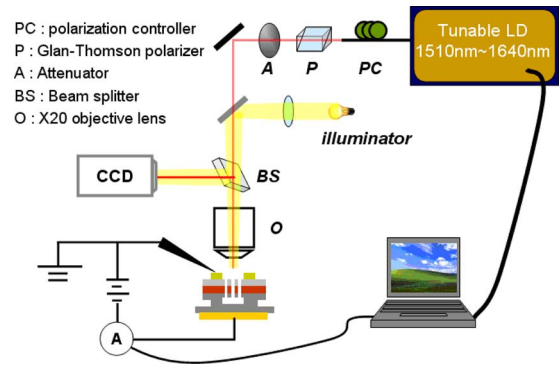 PC : polarization controller
P : Glan-Thomson polarizer
A : Attenuator
BS : Beam splitter
O : X20 objective lens
A
P
PC
Tunable LD
1510nm~1640nm
illuminator
CCD
BS
O
A